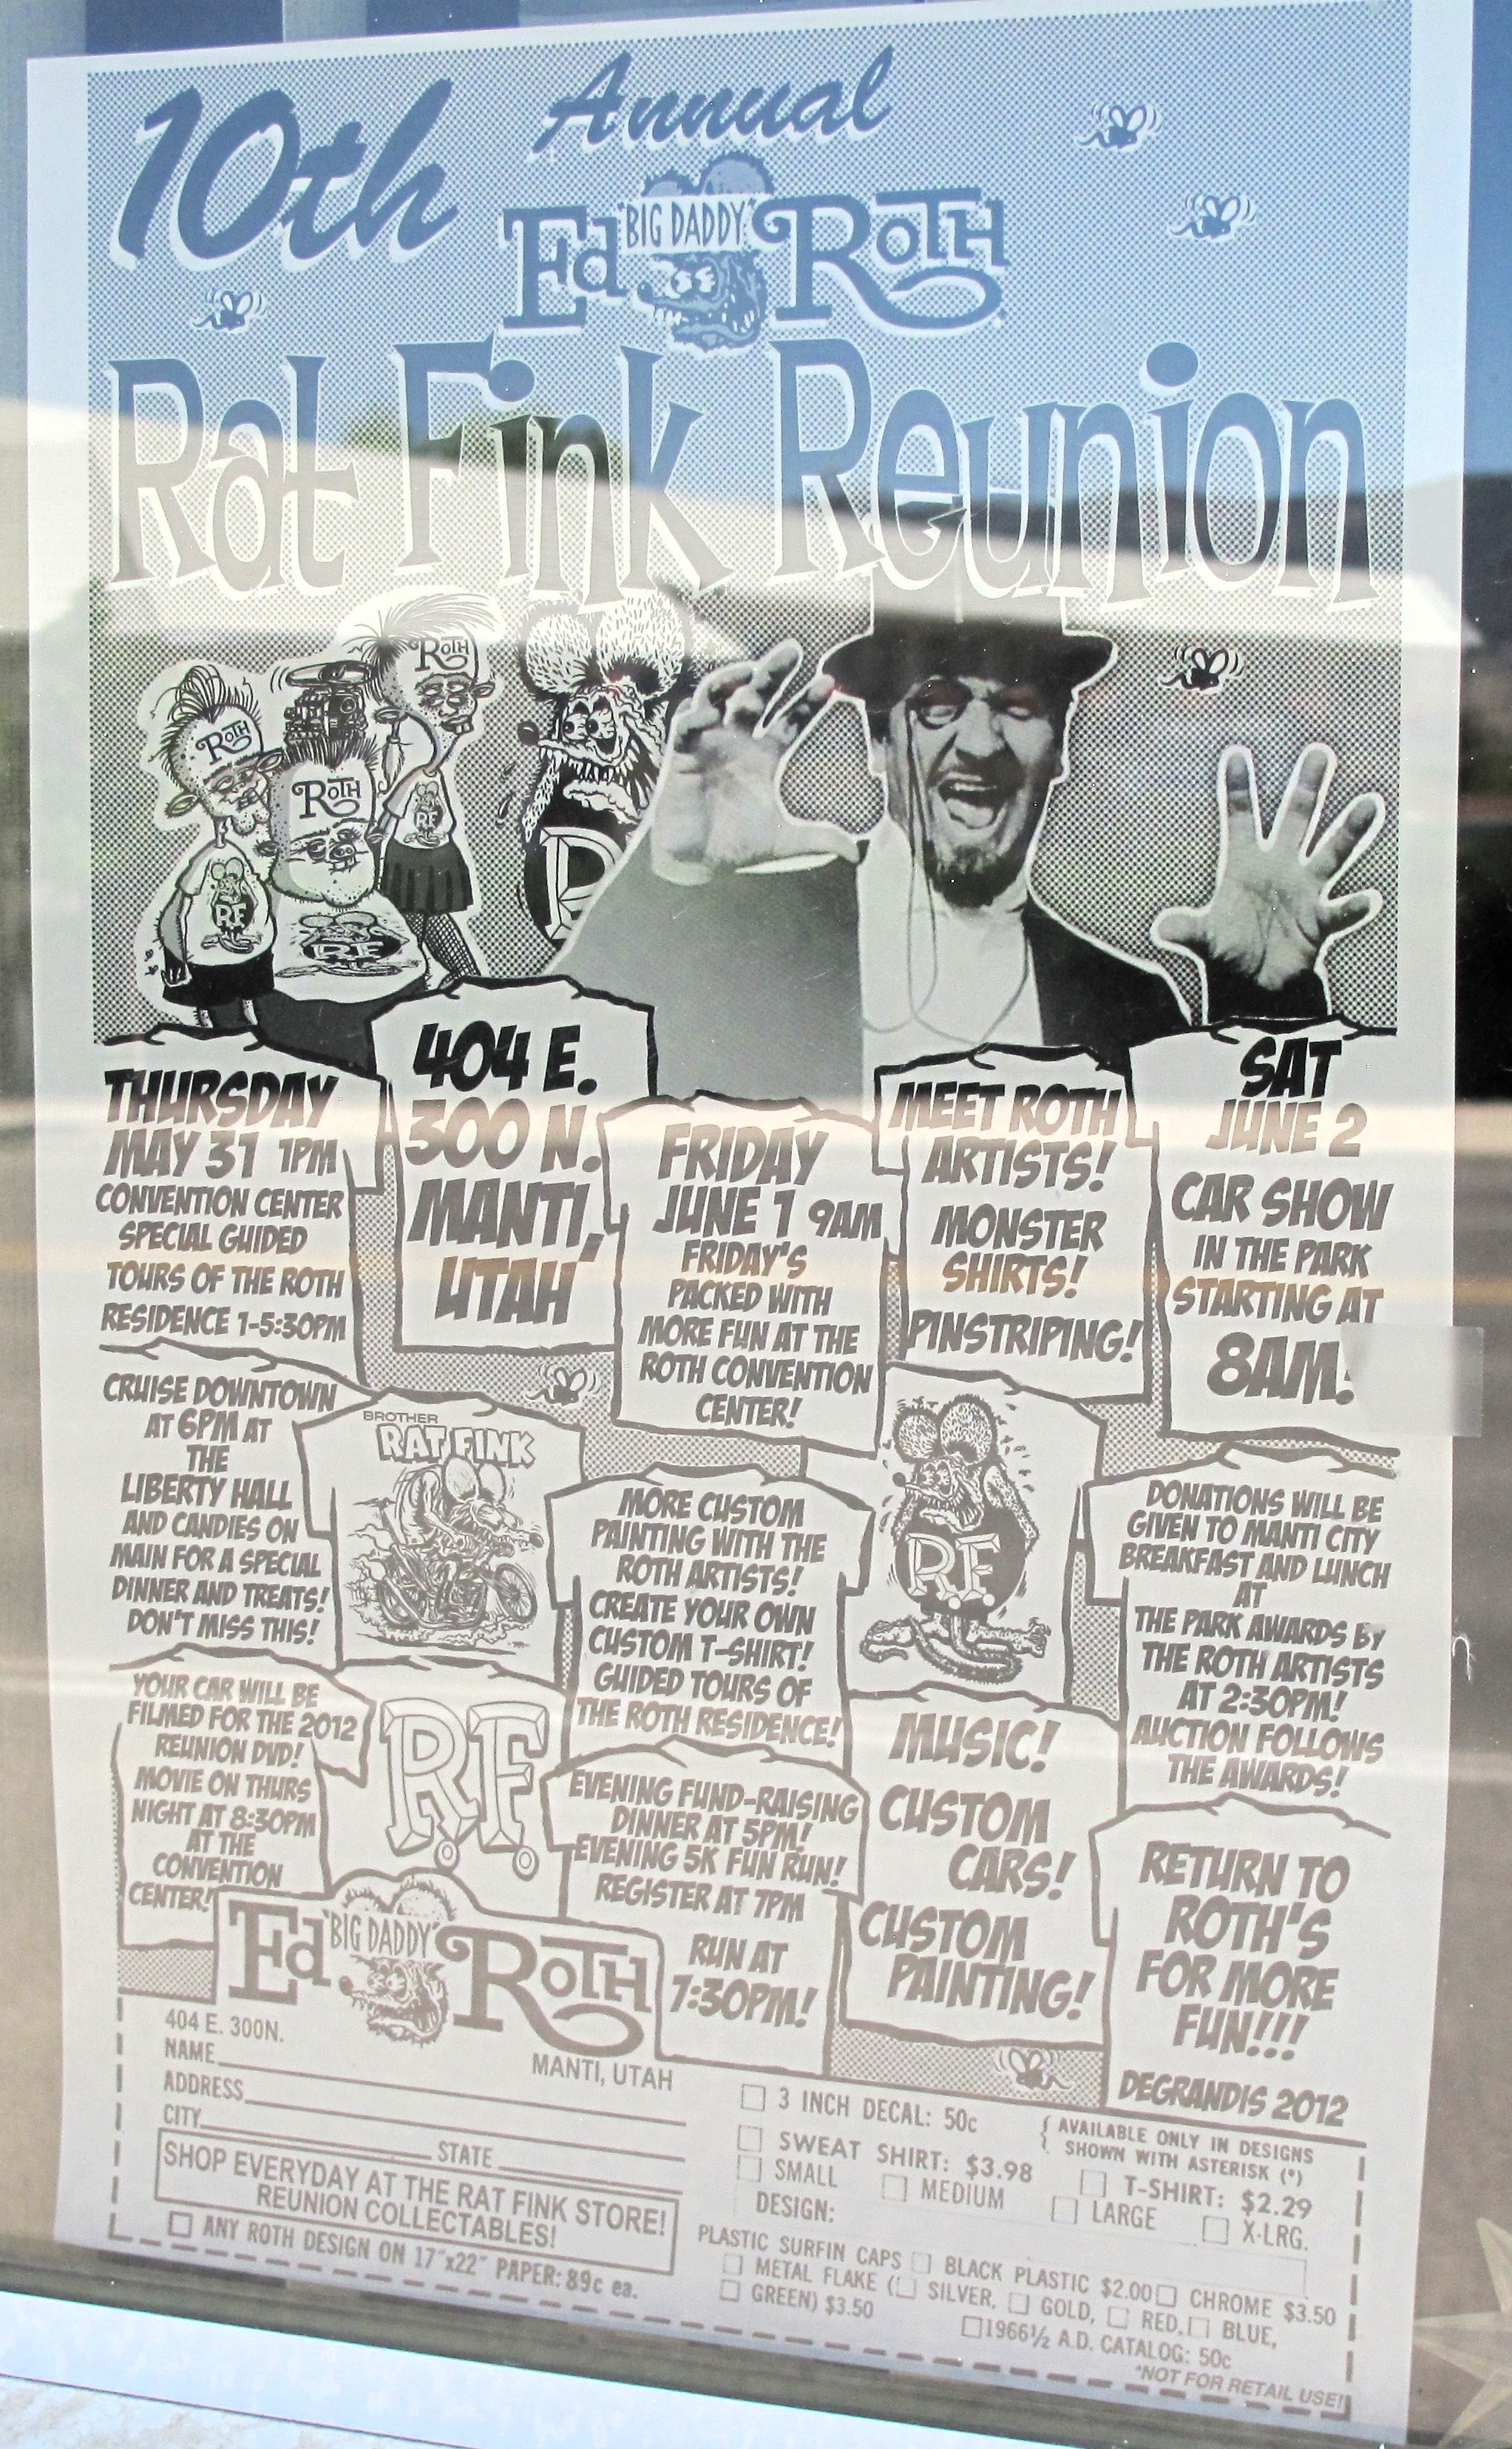 10th Annual
Ed "BIG DADDY" ROTH
Rat Fink Reunion
ROTH
ROTH
ROTH
R.F.
R.F.
THURSDAY
MAY 31 1PM
CONVENTION CENTER
SPECIAL GUIDED
TOURS OF THE ROTH
RESIDENCE 1-5:30PM
404 E.
300 N.
MANTI,
UTAH
FRIDAY
JUNE 1 9AM
FRIDAY'S
PACKED WITH
MORE FUN AT THE
ROTH CONVENTION
CENTER!
MEET ROTH
ARTISTS!
MONSTER
SHIRTS!
PINSTRIPING!
SAT
JUNE 2
CAR SHOW
IN THE PARK
STARTING AT
8AM!
CRUISE DOWNTOWN
AT 6PM AT
THE
LIBERTY HALL
AND CANDIES ON
MAIN FOR A SPECIAL
DINNER AND TREATS!
DON'T MISS THIS!
BROTHER
RAT FINK
MORE CUSTOM
PAINTING WITH THE
ROTH ARTISTS!
CREATE YOUR OWN
CUSTOM T-SHIRT!
GUIDED TOURS OF
THE ROTH RESIDENCE!
R.F.
DONATIONS WILL BE
GIVEN TO MANTI CITY
BREAKFAST AND LUNCH
AT
THE PARK AWARDS BY
THE ROTH ARTISTS
AT 2:30PM!
AUCTION FOLLOWS
THE AWARDS!
YOUR CAR WILL BE
FILMED FOR THE 2012
REUNION DVD!
MOVIE ON THURS
NIGHT AT 8:30PM
AT THE
CONVENTION
CENTER!
R.F.
EVENING FUND-RAISING
DINNER AT 5PM!
EVENING 5K FUN RUN!
REGISTER AT 7PM
RUN AT
7:30PM!
MUSIC!
CUSTOM
CARS!
CUSTOM
PAINTING!
RETURN TO
ROTH'S
FOR MORE
FUN!!!
DEGRANDIS 2012
Ed "BIG DADDY" ROTH
404 E. 300N.
MANTI, UTAH
NAME
ADDRESS
CITY
STATE
SHOP EVERYDAY AT THE RAT FINK STORE!
REUNION COLLECTABLES!
ANY ROTH DESIGN ON 17"x22" PAPER: 89c ea.
3 INCH DECAL: 50c
{ AVAILABLE ONLY IN DESIGNS
SHOWN WITH ASTERISK (*)
SWEAT SHIRT: $3.98
T-SHIRT: $2.29
SMALL MEDIUM LARGE X-LRG.
DESIGN:
PLASTIC SURFIN CAPS BLACK PLASTIC $2.00 CHROME $3.50
METAL FLAKE ( SILVER, GOLD, RED, BLUE,
GREEN) $3.50
1966½ A.D. CATALOG: 50c
*NOT FOR RETAIL USE!